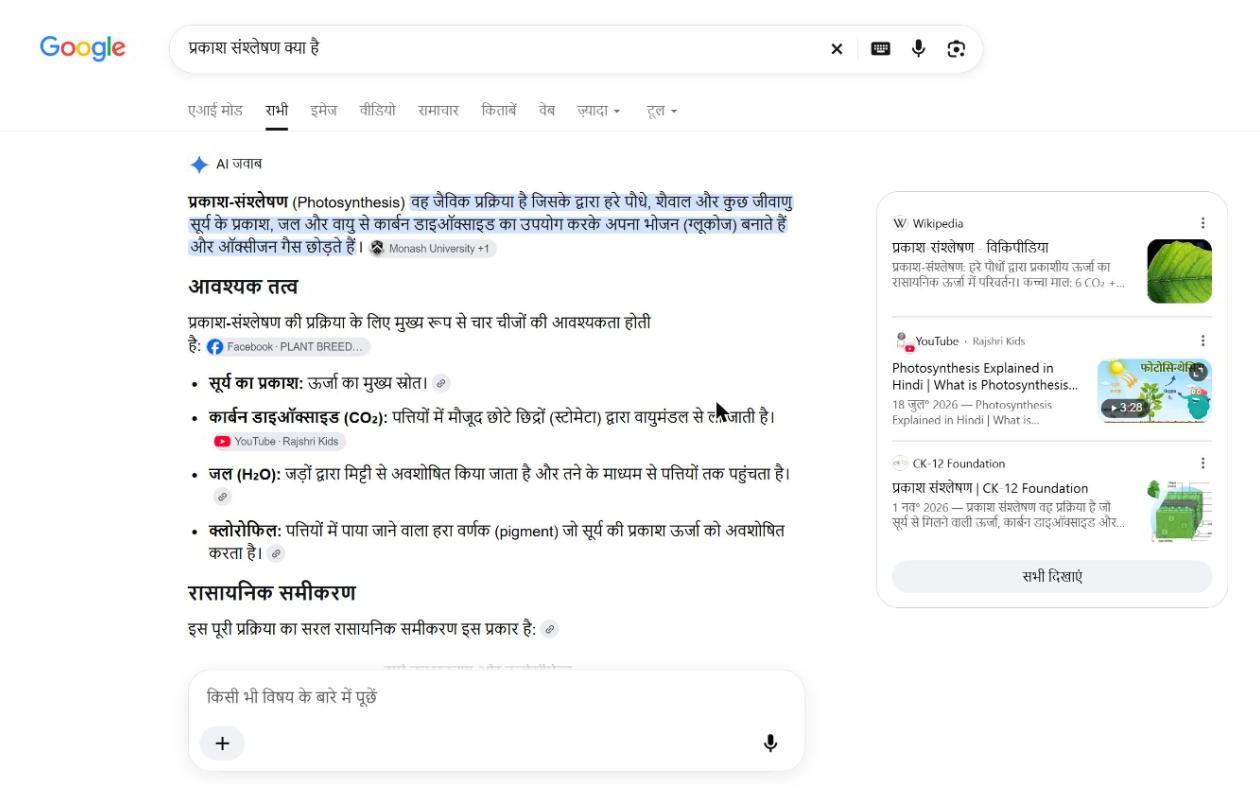 Google
प्रकाश संश्लेषण क्या है
एआई मोड
सभी
इमेज
वीडियो
समाचार
किताबें
वेब
ज़्यादा
टूल
AI जवाब
प्रकाश-संश्लेषण (Photosynthesis) वह जैविक प्रक्रिया है जिसके द्वारा हरे पौधे, शैवाल और कुछ जीवाणु
सूर्य के प्रकाश, जल और वायु से कार्बन डाइऑक्साइड का उपयोग करके अपना भोजन (ग्लूकोज) बनाते हैं
और ऑक्सीजन गैस छोड़ते हैं। Monash University +1
आवश्यक तत्व
प्रकाश-संश्लेषण की प्रक्रिया के लिए मुख्य रूप से चार चीजों की आवश्यकता होती
है: Facebook · PLANT BREED...
• सूर्य का प्रकाश: ऊर्जा का मुख्य स्रोत।
• कार्बन डाइऑक्साइड (CO₂): पत्तियों में मौजूद छोटे छिद्रों (स्टोमेटा) द्वारा वायुमंडल से जाती है।
YouTube · Rajshri Kids
• जल (H₂O): जड़ों द्वारा मिट्टी से अवशोषित किया जाता है और तने के माध्यम से पत्तियों तक पहुंचता है।
• क्लोरोफिल: पत्तियों में पाया जाने वाला हरा वर्णक (pigment) जो सूर्य की प्रकाश ऊर्जा को अवशोषित
करता है।
रासायनिक समीकरण
इस पूरी प्रक्रिया का सरल रासायनिक समीकरण इस प्रकार है:
किसी भी विषय के बारे में पूछें
W Wikipedia
प्रकाश संश्लेषण - विकिपीडिया
प्रकाश-संश्लेषण: हरे पौधों द्वारा प्रकाशीय ऊर्जा का
रासायनिक ऊर्जा में परिवर्तन। कच्चा माल: 6 CO₂ +...
YouTube · Rajshri Kids
Photosynthesis Explained in
Hindi | What is Photosynthesis...
18 जुल॰ 2026 — Photosynthesis
Explained in Hindi | What is...
3:28
CK-12 Foundation
प्रकाश संश्लेषण | CK-12 Foundation
1 नव॰ 2026 — प्रकाश संश्लेषण वह प्रक्रिया है जो
सूर्य से मिलने वाली ऊर्जा, कार्बन डाइऑक्साइड और...
सभी दिखाएं